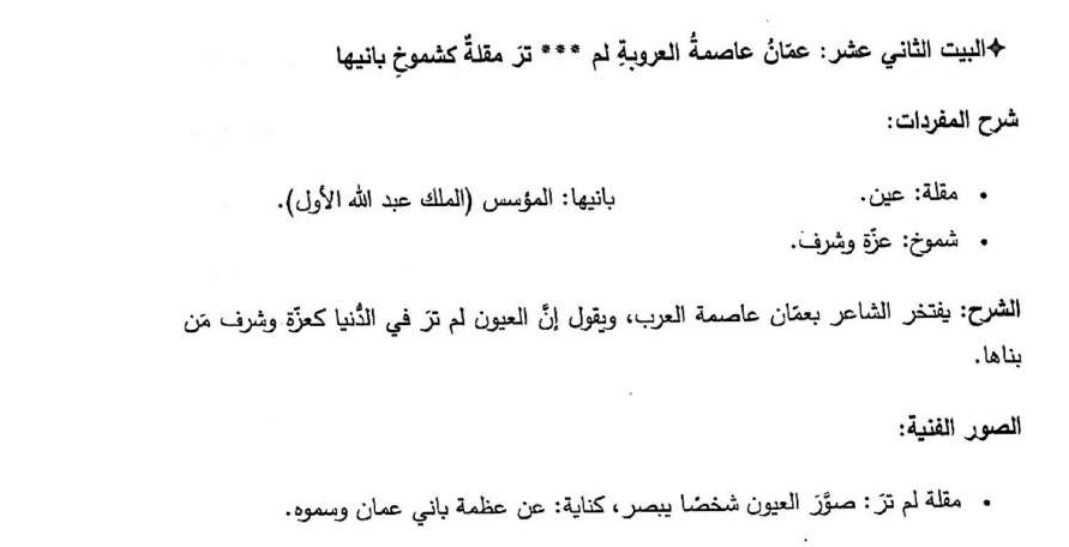 ✧البيت الثاني عشر: عمّانُ عاصمةُ العروبةِ لم *** ترَ مقلةٌ كشموخِ بانيها
شرح المفردات:
• مقلة: عين. بانيها: المؤسس (الملك عبد الله الأول).
• شموخ: عزّة وشرف.
الشرح: يفتخر الشاعر بعمّان عاصمة العرب، ويقول إنَّ العيون لم ترَ في الدُّنيا كعزّة وشرف مَن
بناها.
الصور الفنية:
• مقلة لم ترَ: صوَّرَ العيون شخصًا يبصر، كناية: عن عظمة باني عمان وسموه.